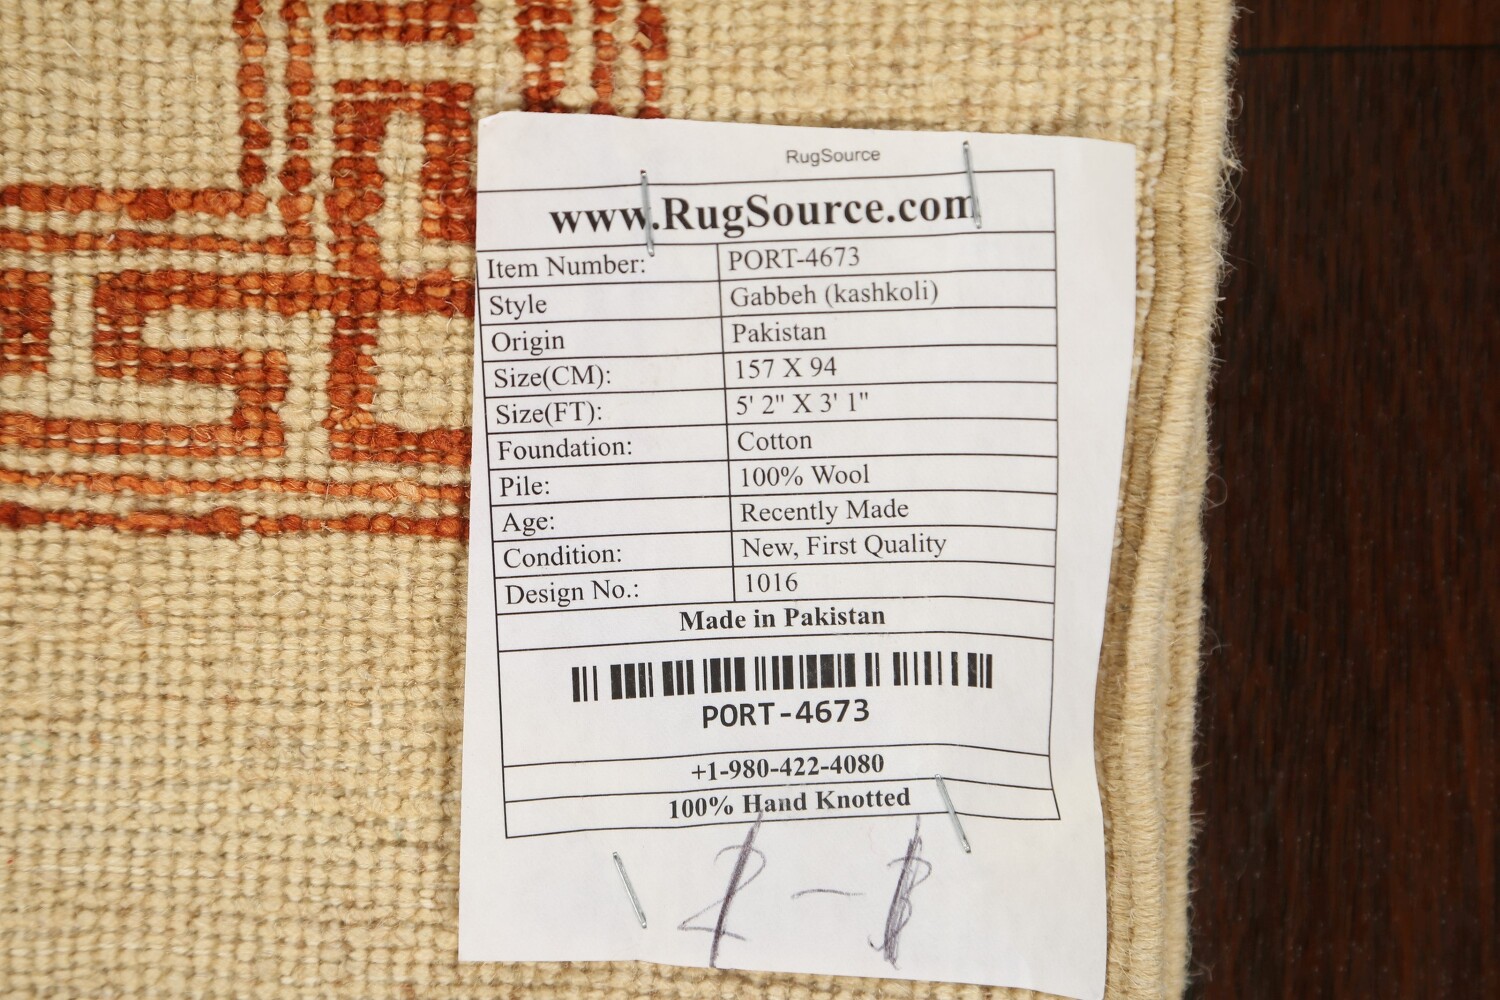 RugSource
www.RugSource.com
Item Number: PORT-4673
Style Gabbeh (kashkoli)
Origin Pakistan
Size(CM): 157 X 94
Size(FT): 5' 2" X 3' 1"
Foundation: Cotton
Pile: 100% Wool
Age: Recently Made
Condition: New, First Quality
Design No.: 1016
Made in Pakistan
PORT-4673
+1-980-422-4080
100% Hand Knotted